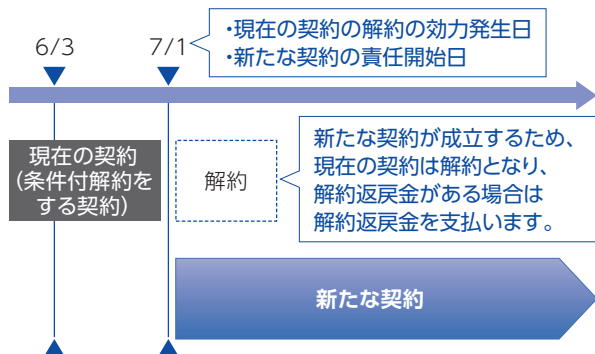 6/3
7/1
・現在の契約の解約の効力発生日
・新たな契約の責任開始日
現在の契約
(条件付解約を
する契約)
解約
新たな契約が成立するため、
現在の契約は解約となり、
解約返戻金がある場合は
解約返戻金を支払います。
新たな契約